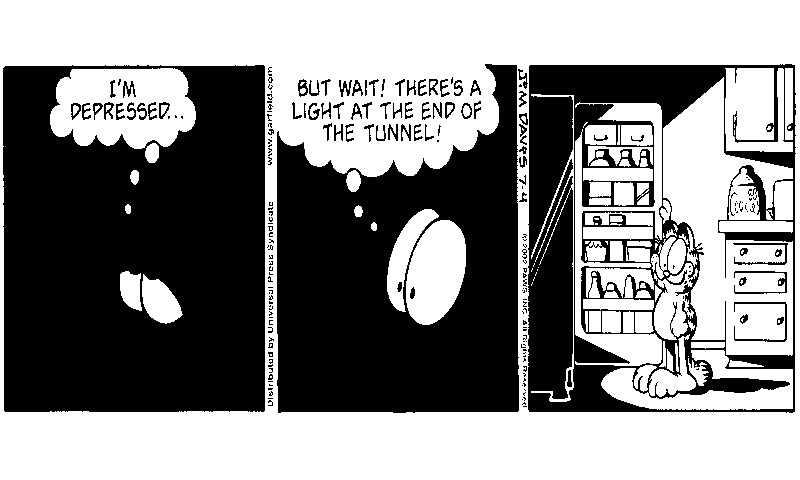 I'M
DEPRESSED...
www.garfield.com
Distributed by Universal Press Syndicate
BUT WAIT! THERE'S A
LIGHT AT THE END OF
THE TUNNEL!
JIM DAVIS 7-4
© 2002 PAWS, INC. All Rights Reserved